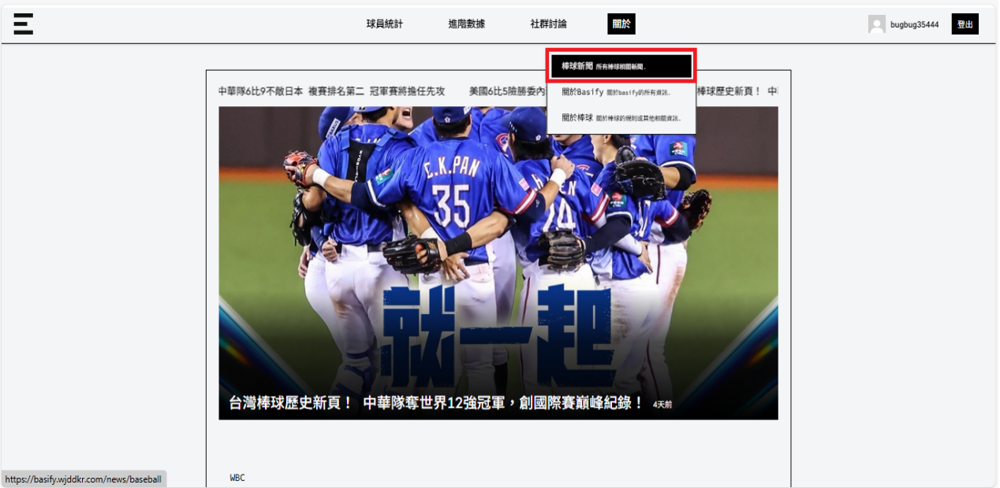 球員統計 進階數據 社群討論 關於 bugbug35444 登出
棒球新聞 所有棒球相關新聞.
中華隊6比9不敵日本 複賽排名第二 冠軍賽將擔任先攻 美國6比5險勝委內 棒球歷史新頁！ 中
關於Basify 關於basify的所有資訊.
關於棒球 關於棒球的規則或其他相關資訊.
C.K.PAN
35
EN
74
就一起
台灣棒球歷史新頁！ 中華隊奪世界12強冠軍，創國際賽巔峰紀錄！ 4天前
WBC
https://basify.wjddkr.com/news/baseball